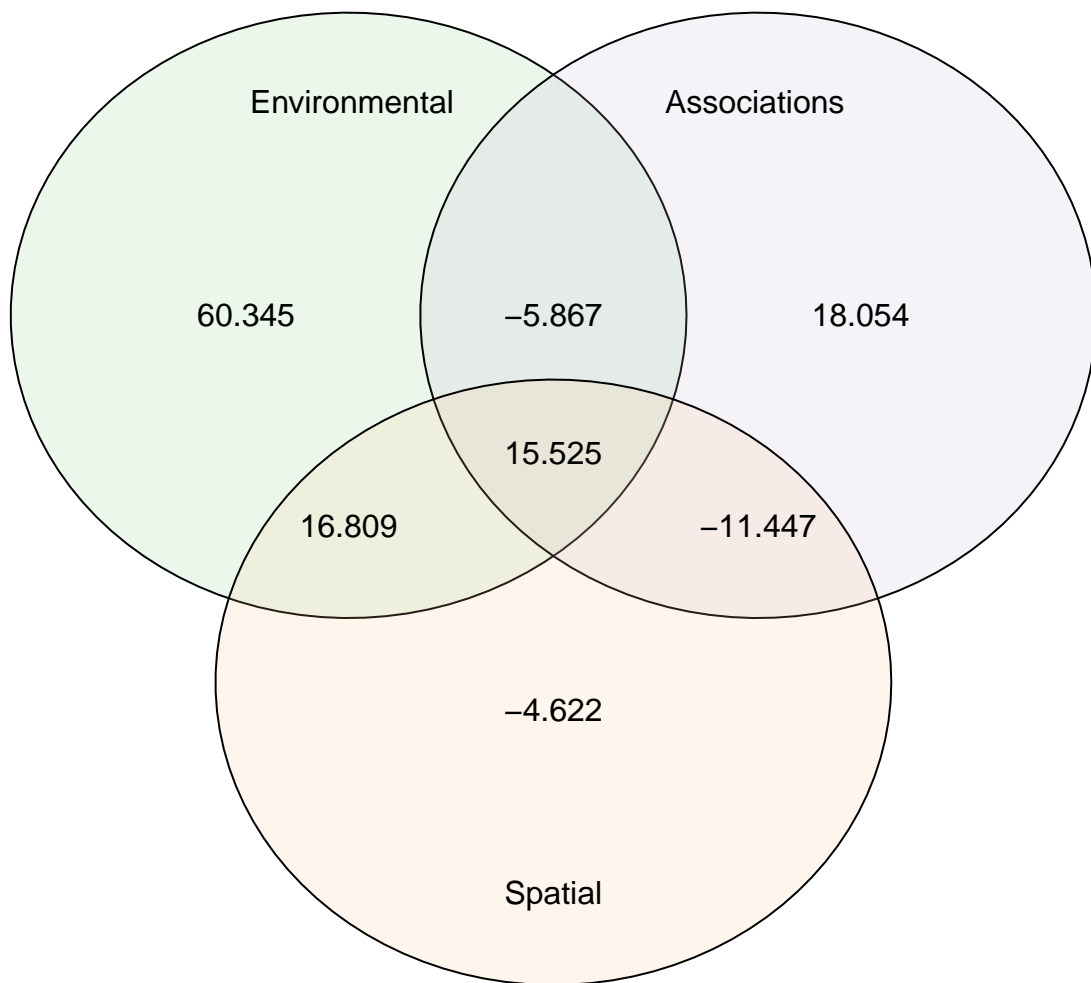 Environmental
Associations
60.345
−5.867
18.054
15.525
16.809
−11.447
−4.622
Spatial